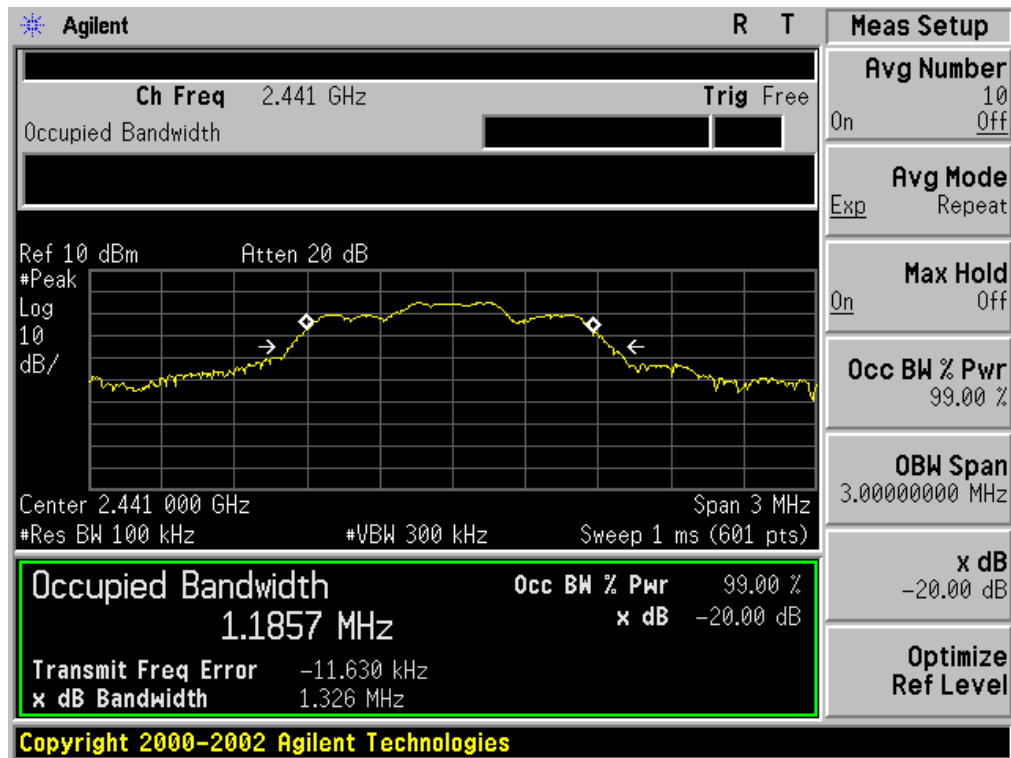 Agilent R T Meas Setup
Ch Freq 2.441 GHz Trig Free
Occupied Bandwidth
Avg Number
10
On Off
Avg Mode
Exp Repeat
Max Hold
On Off
Occ BW % Pwr
99.00 %
OBW Span
3.00000000 MHz
x dB
-20.00 dB
Optimize
Ref Level
Ref 10 dBm Atten 20 dB
#Peak
Log
10
dB/
Center 2.441 000 GHz Span 3 MHz
#Res BW 100 kHz #VBW 300 kHz Sweep 1 ms (601 pts)
Occupied Bandwidth Occ BW % Pwr 99.00 %
1.1857 MHz x dB -20.00 dB
Transmit Freq Error -11.630 kHz
x dB Bandwidth 1.326 MHz
Copyright 2000-2002 Agilent Technologies